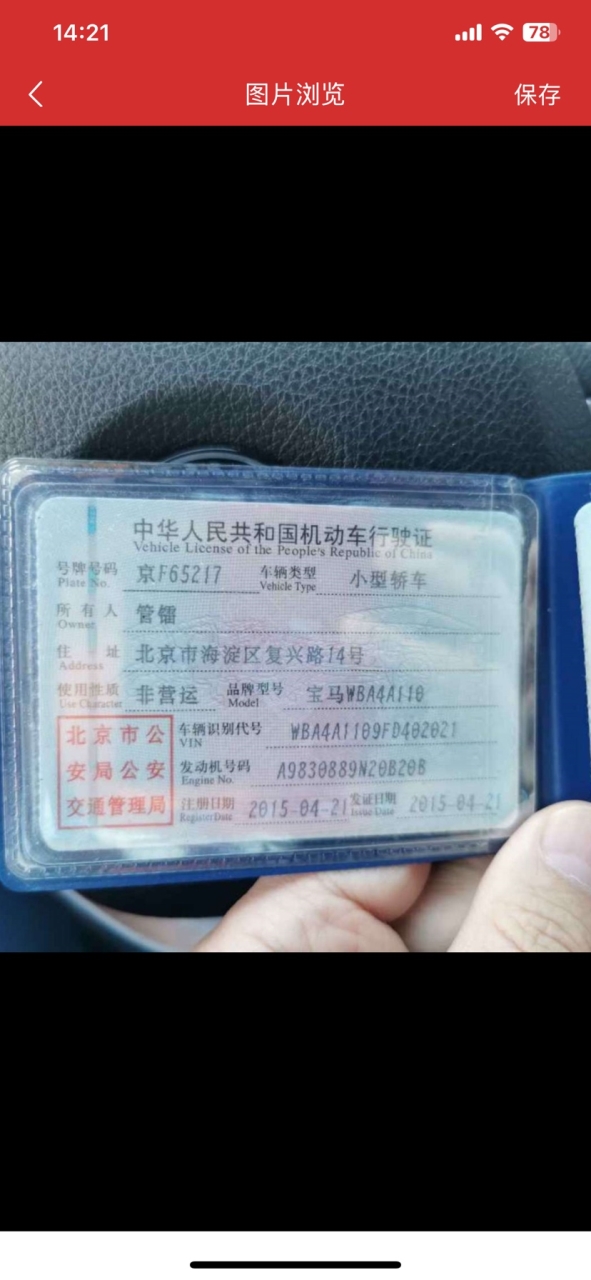 14:21
78
图片浏览
保存
中华人民共和国机动车行驶证
Vehicle License of the People's Republic of China
号牌号码 京F65217 车辆类型 小型轿车
Plate No. Vehicle Type
所有人 管镭
Owner
住址 北京市海淀区复兴路14号
Address
使用性质 非营运 品牌型号 宝马WBA4A110
Use Character Model
北京市公
安局公安
交通管理局
车辆识别代号 WBA4A1109FD402021
VIN
发动机号码 A9830889N20B20B
Engine No.
注册日期 2015-04-21 发证日期 2015-04-21
Register Date Issue Date